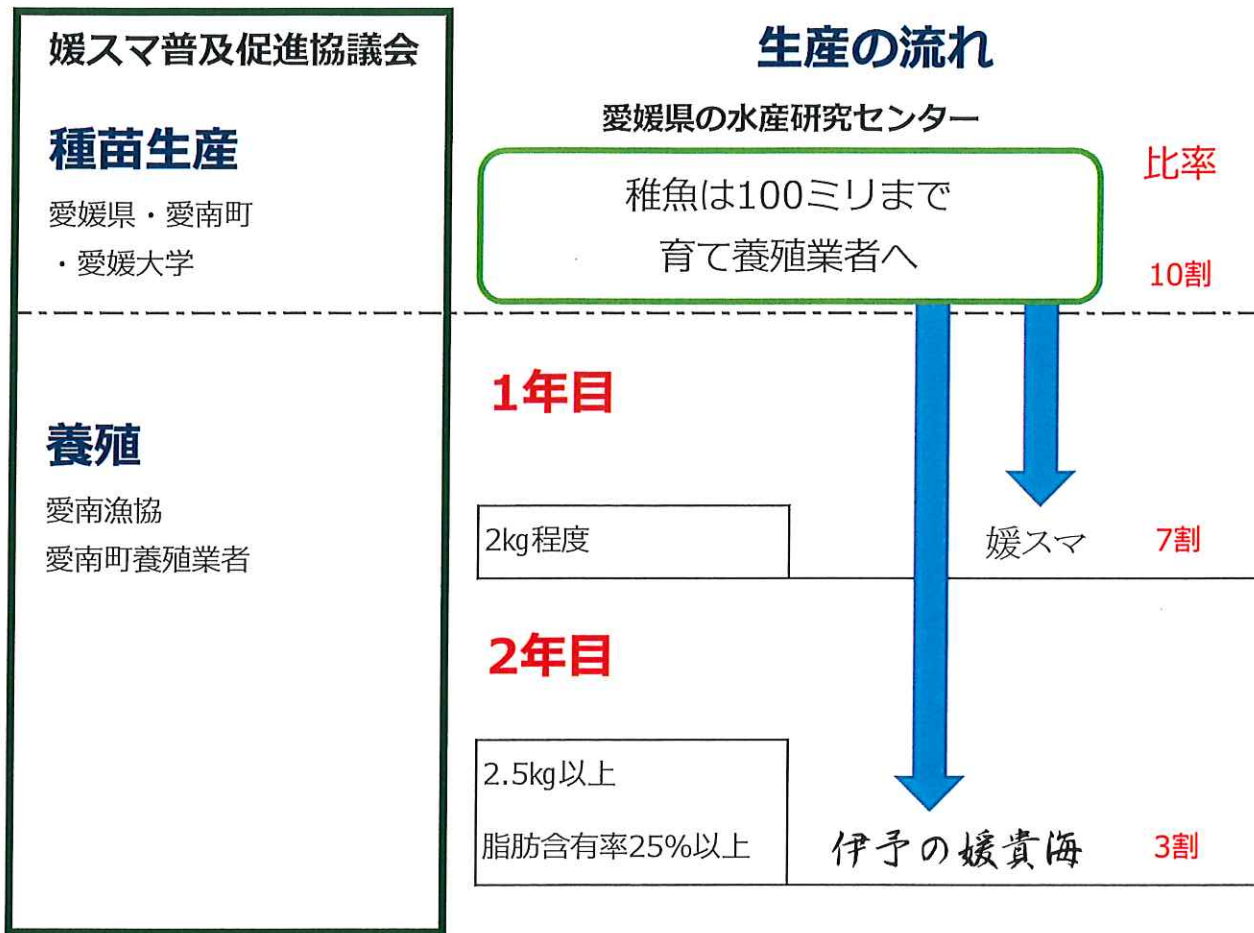 媛スマ普及促進協議会
種苗生産
愛媛県・愛南町
・愛媛大学
養殖
愛南漁協
愛南町養殖業者
生産の流れ
愛媛県の水産研究センター
稚魚は100ミリまで
育て養殖業者へ
比率
10割
1年目
2kg程度
媛スマ
7割
2年目
2.5kg以上
脂肪含有率25%以上
伊予の媛貴海
3割